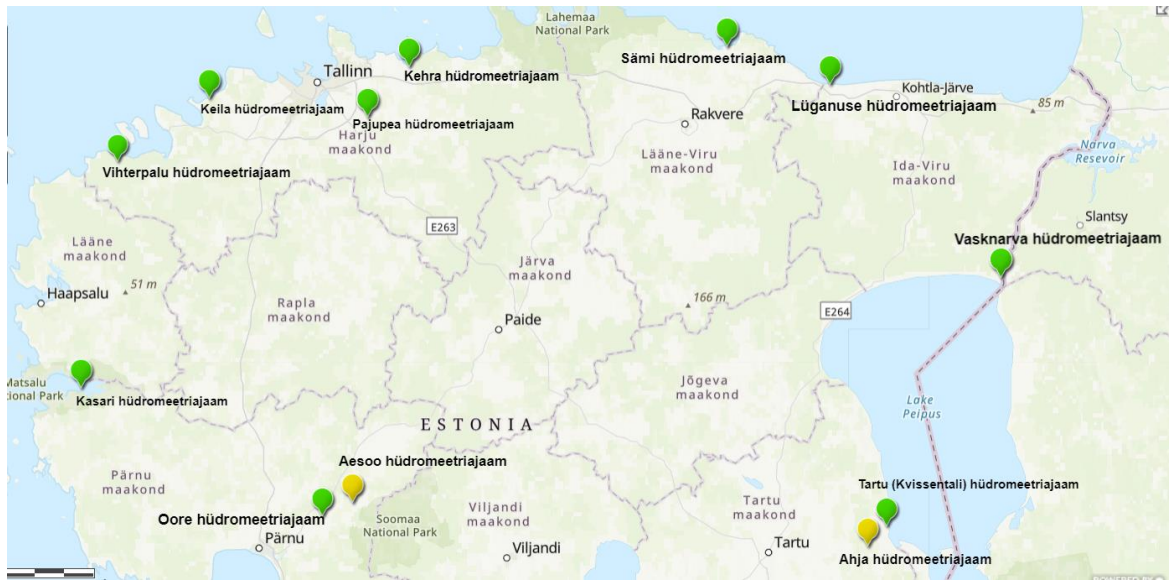 Lahemaa
National Park
Sämi hüdromeetriajaam
Tallinn
Kehra hüdromeetriajaam
Kohtla-Järve
Lüganuse hüdromeetriajaam
85 m
Keila hüdromeetriajaam
Pajupea hüdromeetriajaam
Rakvere
Harju
maakond
Lääne-Viru
maakond
Ida-Viru
maakond
Narva
Resevoir
Vihterpalu hüdromeetriajaam
Slantsy
E263
Vasknarva hüdromeetriajaam
Lääne
maakond
Järva
maakond
51 m
Haapsalu
Rapla
maakond
166 m
E264
Paide
Matsalu
Park
Kasari hüdromeetriajaam
Jõgeva
maakond
Lake
Peipus
ESTONIA
Aesoo hüdromeetriajaam
Pärnu
maakond
Tartu (Kvissentali) hüdromeetriajaam
Oore hüdromeetriajaam
Soomaa
National Park
Viljandi
maakond
Tartu
maakond
Pärnu
Viljandi
Tartu
Ahja hüdromeetriajaam